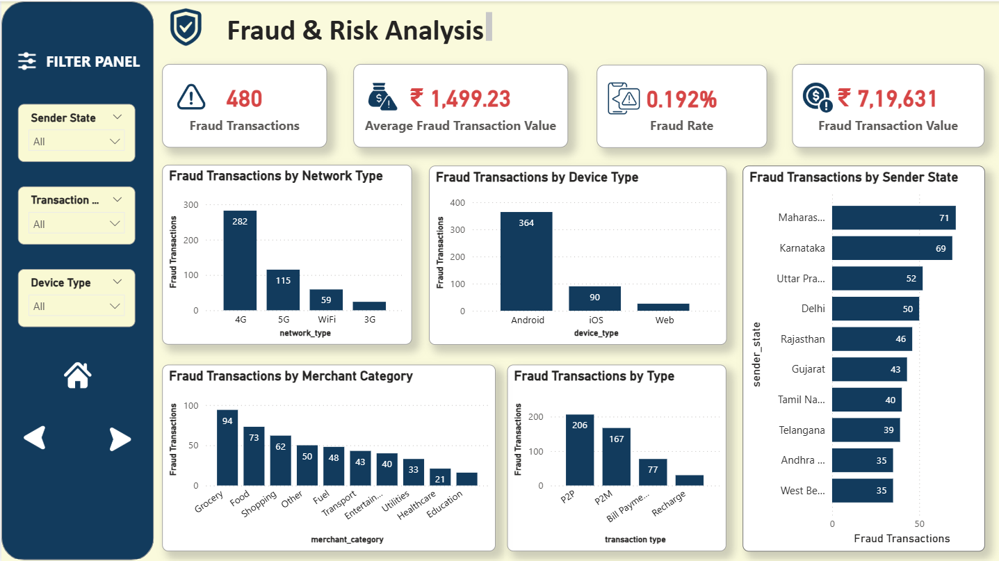 Fraud & Risk Analysis
FILTER PANEL
Sender State
All
Transaction ...
All
Device Type
All
480
Fraud Transactions
₹ 1,499.23
Average Fraud Transaction Value
0.192%
Fraud Rate
₹ 7,19,631
Fraud Transaction Value
Fraud Transactions by Network Type
Fraud Transactions
300
200
100
0
282
115
59
4G 5G WiFi 3G
network_type
Fraud Transactions by Device Type
Fraud Transactions
400
300
200
100
0
364
90
Android iOS Web
device_type
Fraud Transactions by Sender State
sender_state
Maharas... 71
Karnataka 69
Uttar Pra... 52
Delhi 50
Rajasthan 46
Gujarat 43
Tamil Na... 40
Telangana 39
Andhra ... 35
West Be... 35
0 50
Fraud Transactions
Fraud Transactions by Merchant Category
Fraud Transactions
100
50
0
94 73 62 50 48 43 40 33 21
Grocery Food Shopping Other Fuel Transport Entertain... Utilities Healthcare Education
merchant_category
Fraud Transactions by Type
Fraud Transactions
200
100
0
206 167 77
P2P P2M Bill Payme... Recharge
transaction type